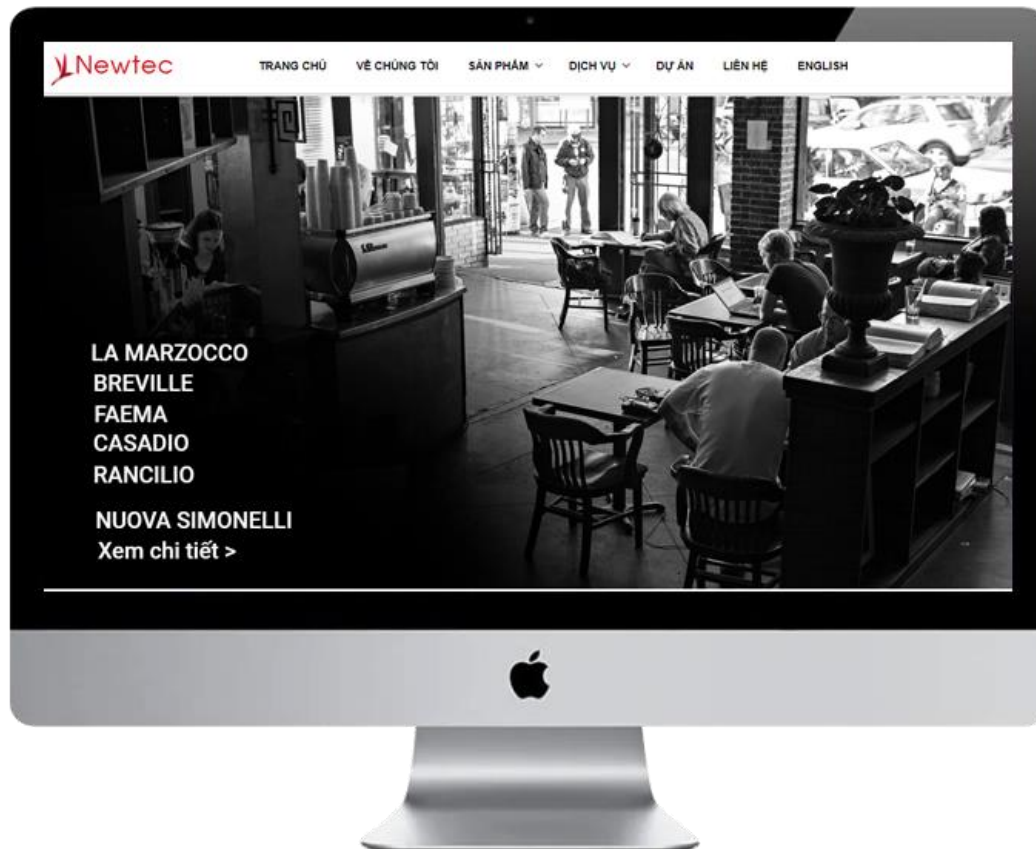 Newtec
TRANG CHỦ VỀ CHÚNG TÔI SẢN PHẨM DỊCH VỤ DỰ ÁN LIÊN HỆ ENGLISH
LA MARZOCCO
BREVILLE
FAEMA
CASADIO
RANCILIO
NUOVA SIMONELLI
Xem chi tiết >